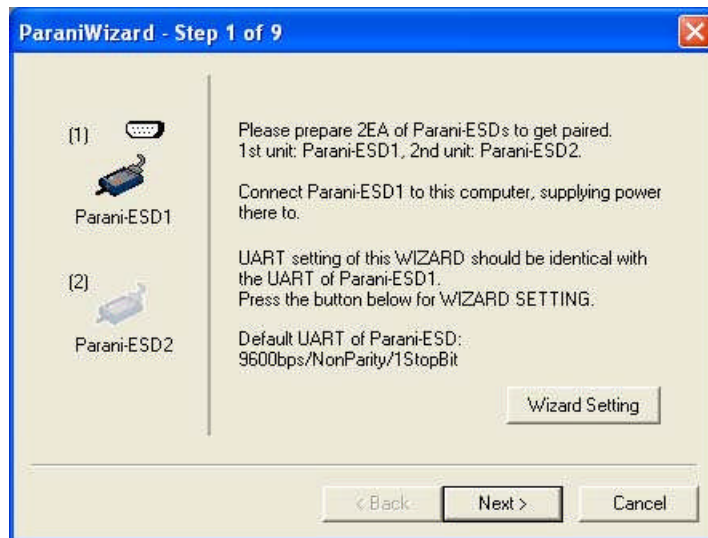 ParaniWizard - Step 1 of 9
(1)
Parani-ESD1
(2)
Parani-ESD2
Please prepare 2EA of Parani-ESDs to get paired.
1st unit: Parani-ESD1, 2nd unit: Parani-ESD2.
Connect Parani-ESD1 to this computer, supplying power
there to.
UART setting of this WIZARD should be identical with
the UART of Parani-ESD1.
Press the button below for WIZARD SETTING.
Default UART of Parani-ESD:
9600bps/NonParity/1StopBit
Wizard Setting
< Back
Next >
Cancel